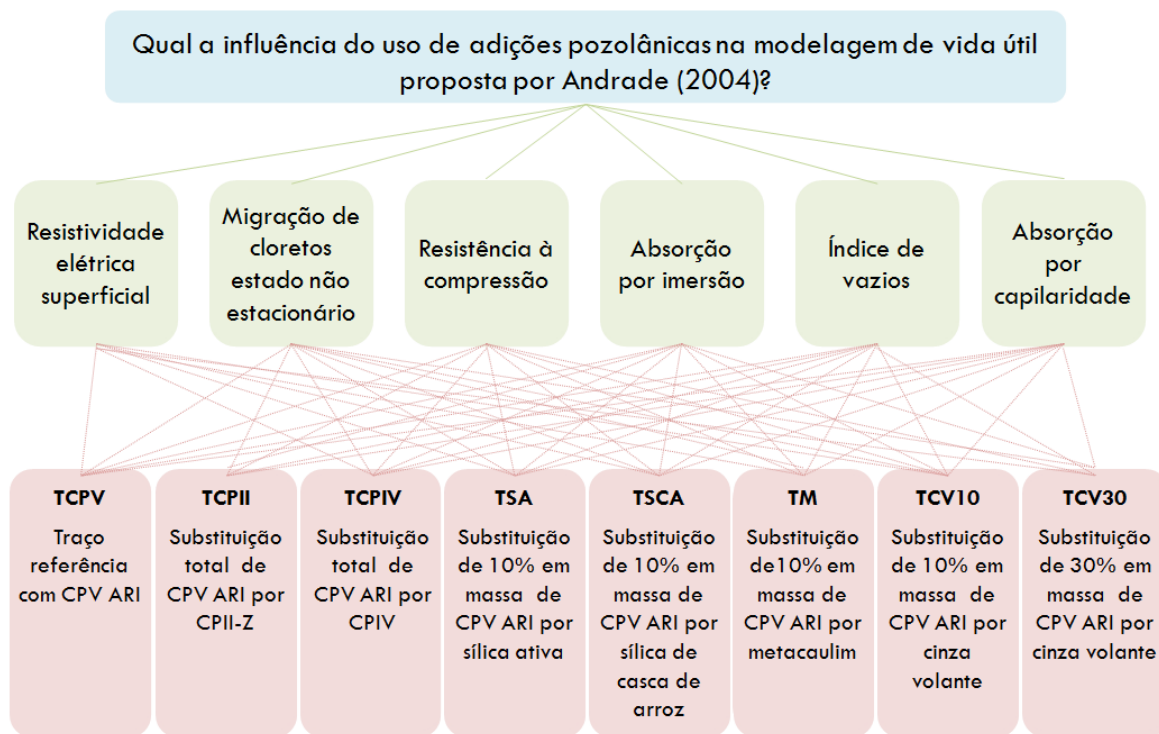 Qual a influência do uso de adições pozolânicas na modelagem de vida útil
proposta por Andrade (2004)?
Resistividade
elétrica
superficial
Migração de
cloretos
estado não
estacionário
Resistência à
compressão
Absorção
por imersão
Índice de
vazios
Absorção
por
capilaridade
TCPV
Traço
referência
com CPV ARI
TCPII
Substituição
total de
CPV ARI por
CPII-Z
TCPIV
Substituição
total de
CPV ARI por
CPIV
TSA
Substituição
de 10% em
massa de
CPV ARI por
sílica ativa
TSCA
Substituição
de 10% em
massa de
CPV ARI por
sílica de
casca de
arroz
TM
Substituição
de10% em
massa de
CPV ARI por
metacaulim
TCV10
Substituição
de 10% em
massa de
CPV ARI por
cinza
volante
TCV30
Substituição
de 30% em
massa de
CPV ARI por
cinza volante